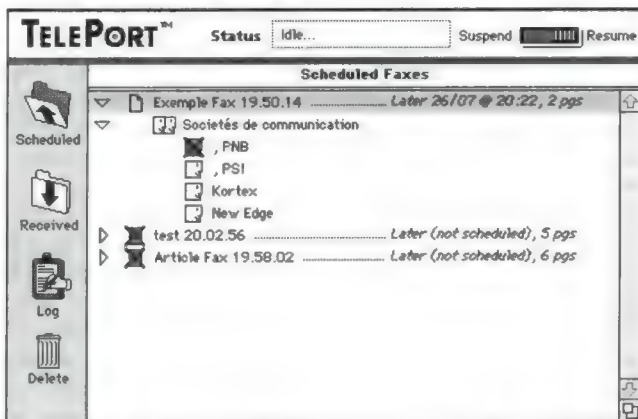 TELEPORT™ Status Idle... Suspend Resume
Scheduled Faxes
Exemple Fax 19.50.14 Later 26/07 @ 20:22, 2 pgs
Societés de communication
, PNB
, PSI
Kortex
New Edge
test 20.02.56 Later (not scheduled), 5 pgs
Article Fax 19.58.02 Later (not scheduled), 6 pgs
Scheduled
Received
Log
Delete